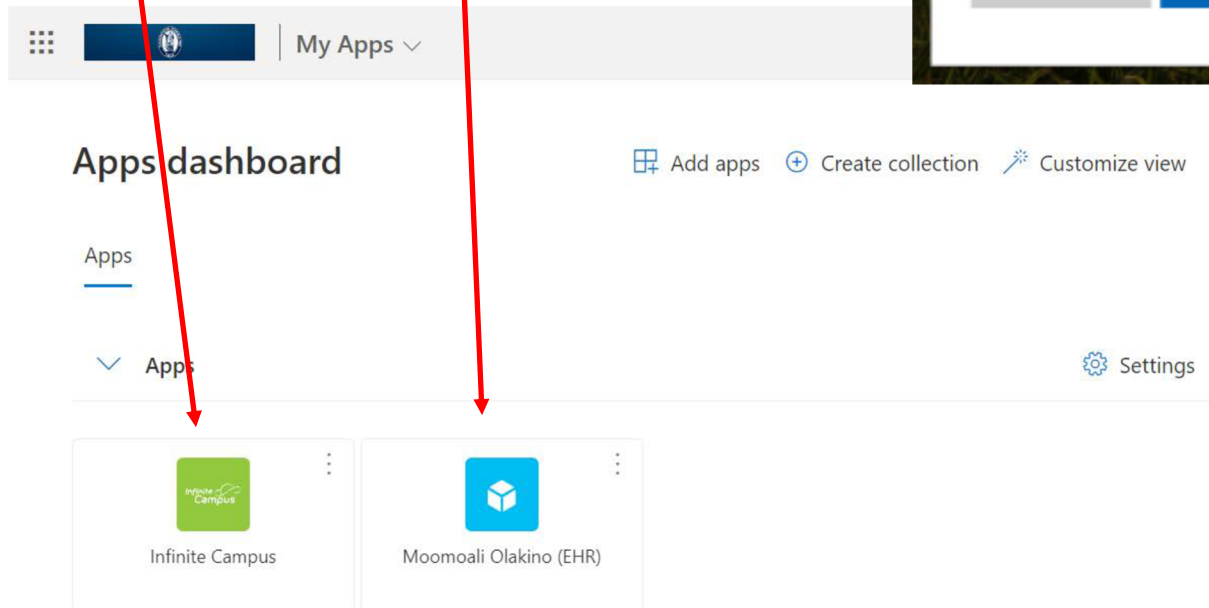 My Apps
Apps dashboard
Add apps Create collection Customize view
Apps
Apps
Settings
Infinite Campus
Infinite Campus
Moomoali Olakino (EHR)